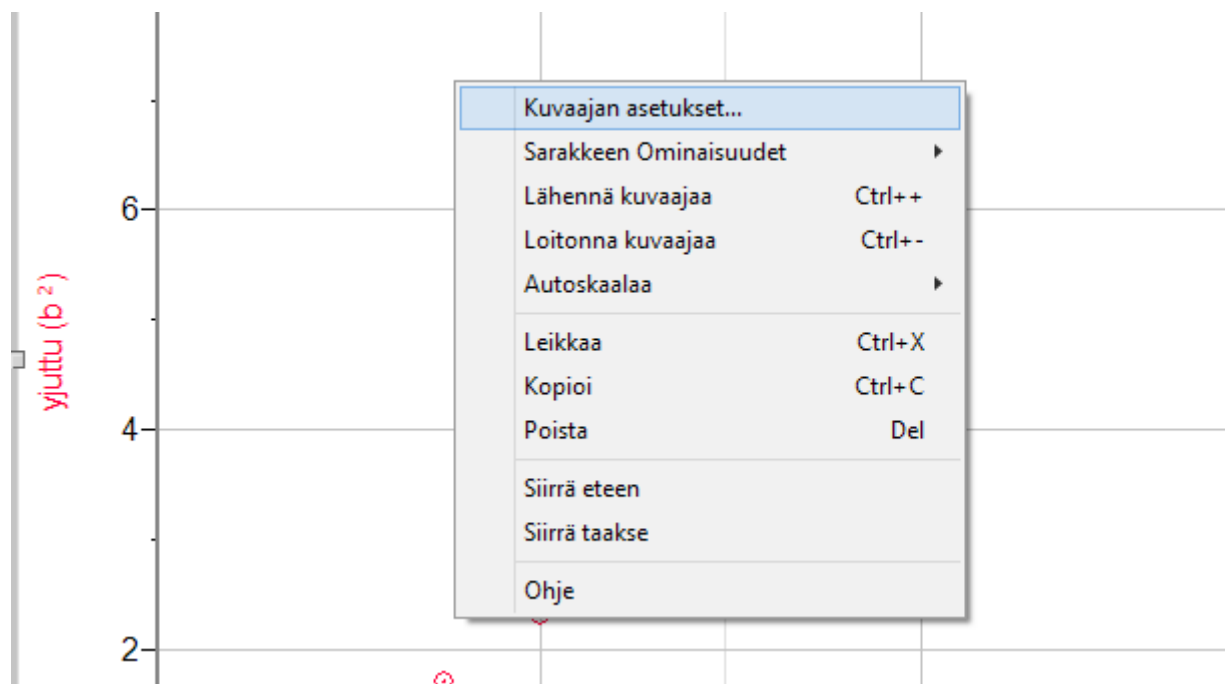 Kuvaajan asetukset...
Sarakkeen Ominaisuudet
Lähennä kuvaajaa Ctrl++
Loitonna kuvaajaa Ctrl+-
Autoskaalaa
Leikkaa Ctrl+X
Kopioi Ctrl+C
Poista Del
Siirrä eteen
Siirrä taakse
Ohje
6
4
2
yjuttu (b²)